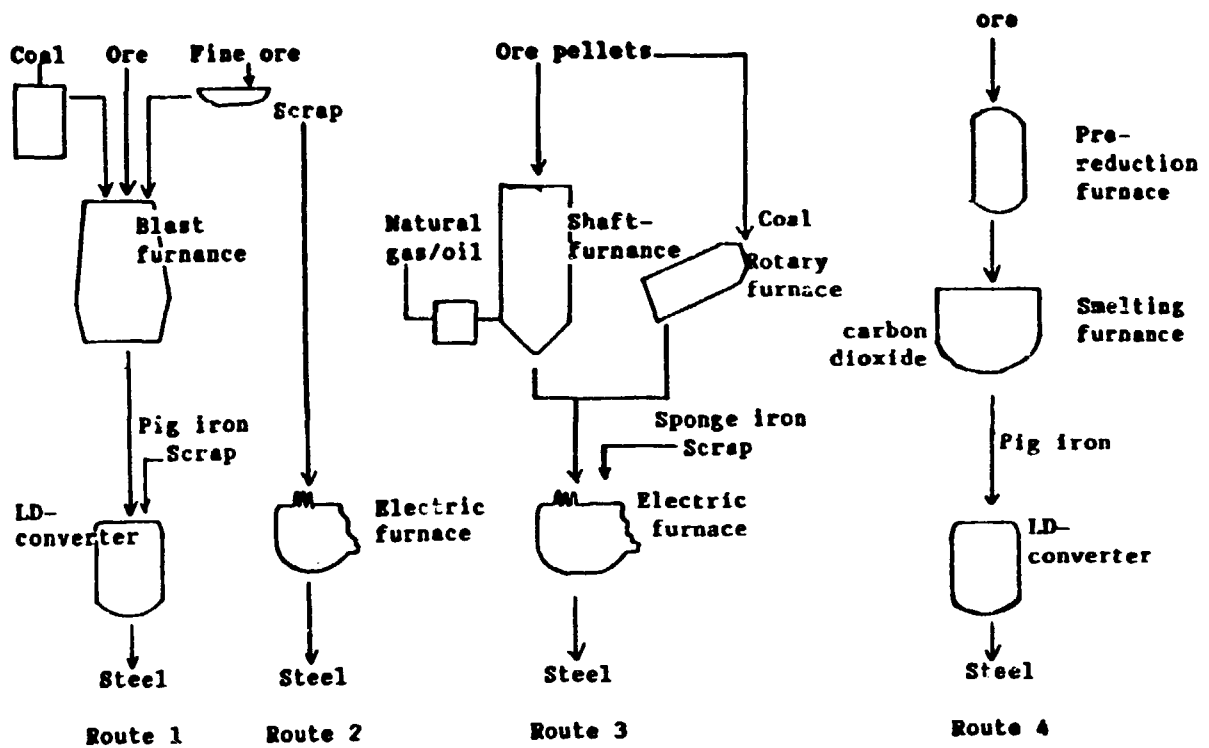 Coal
Ore
Fine ore
Scrap
Blast
furnance
Pig iron
Scrap
LD-
converter
Steel
Route 1
Electric
furnace
Steel
Route 2
Ore pellets
Natural
gas/oil
Shaft-
furnance
Coal
Rotary
furnace
Sponge iron
Scrap
Electric
furnace
Steel
Route 3
ore
Pre-
reduction
furnace
Smelting
furnance
carbon
dioxide
Pig iron
LD-
converter
Steel
Route 4